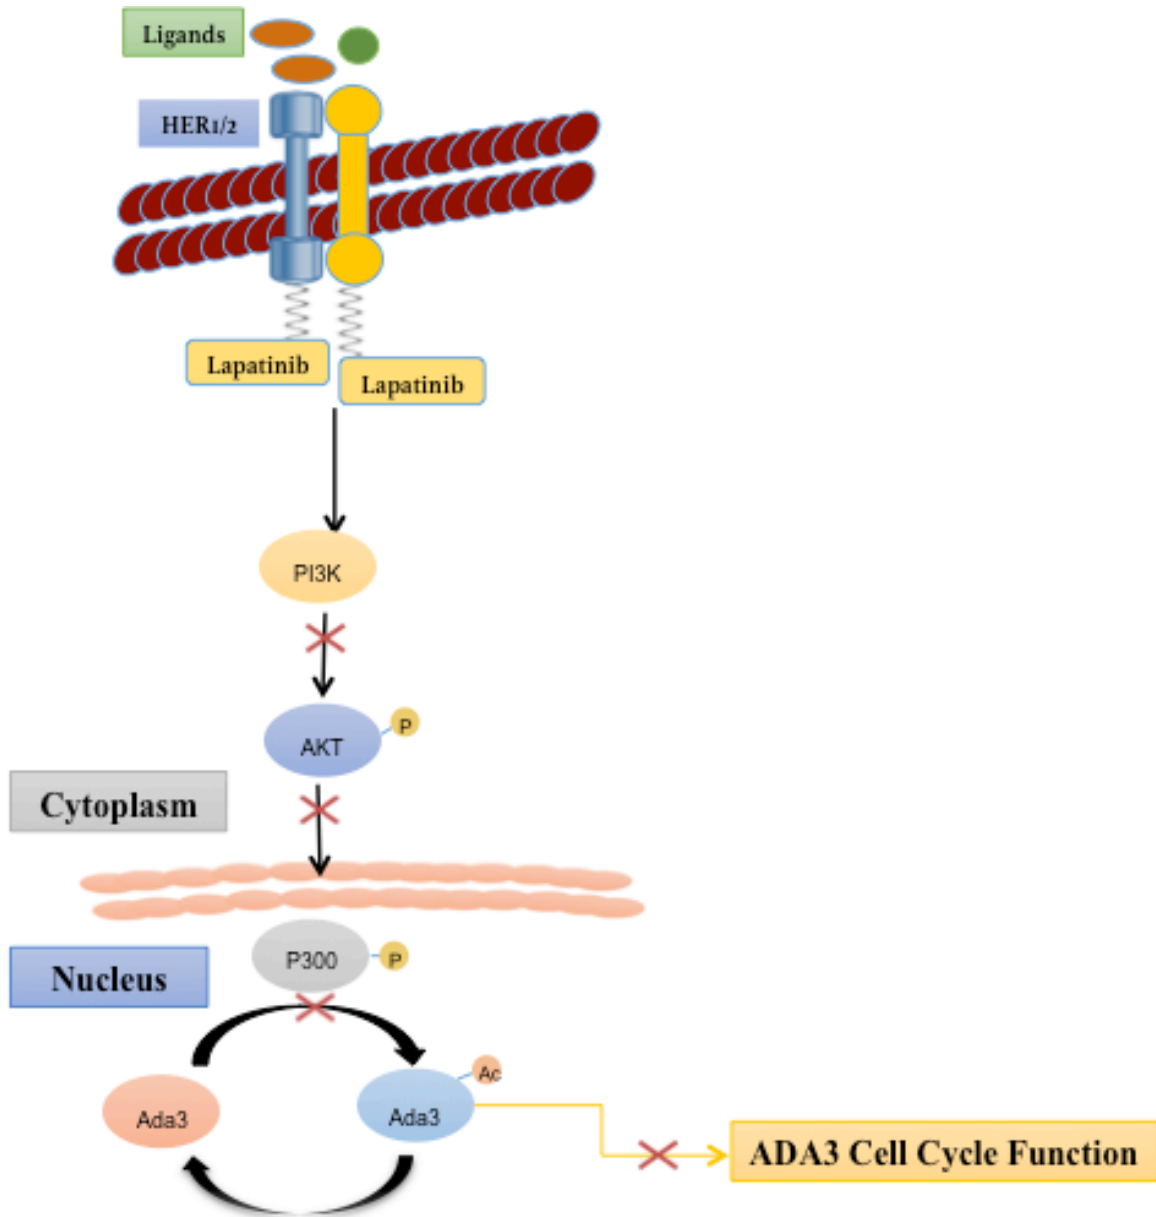 Ligands
HER1/2
Lapatinib
Lapatinib
PI3K
AKT
P
Cytoplasm
P300
P
Nucleus
Ac
Ada3
Ada3
ADA3 Cell Cycle Function